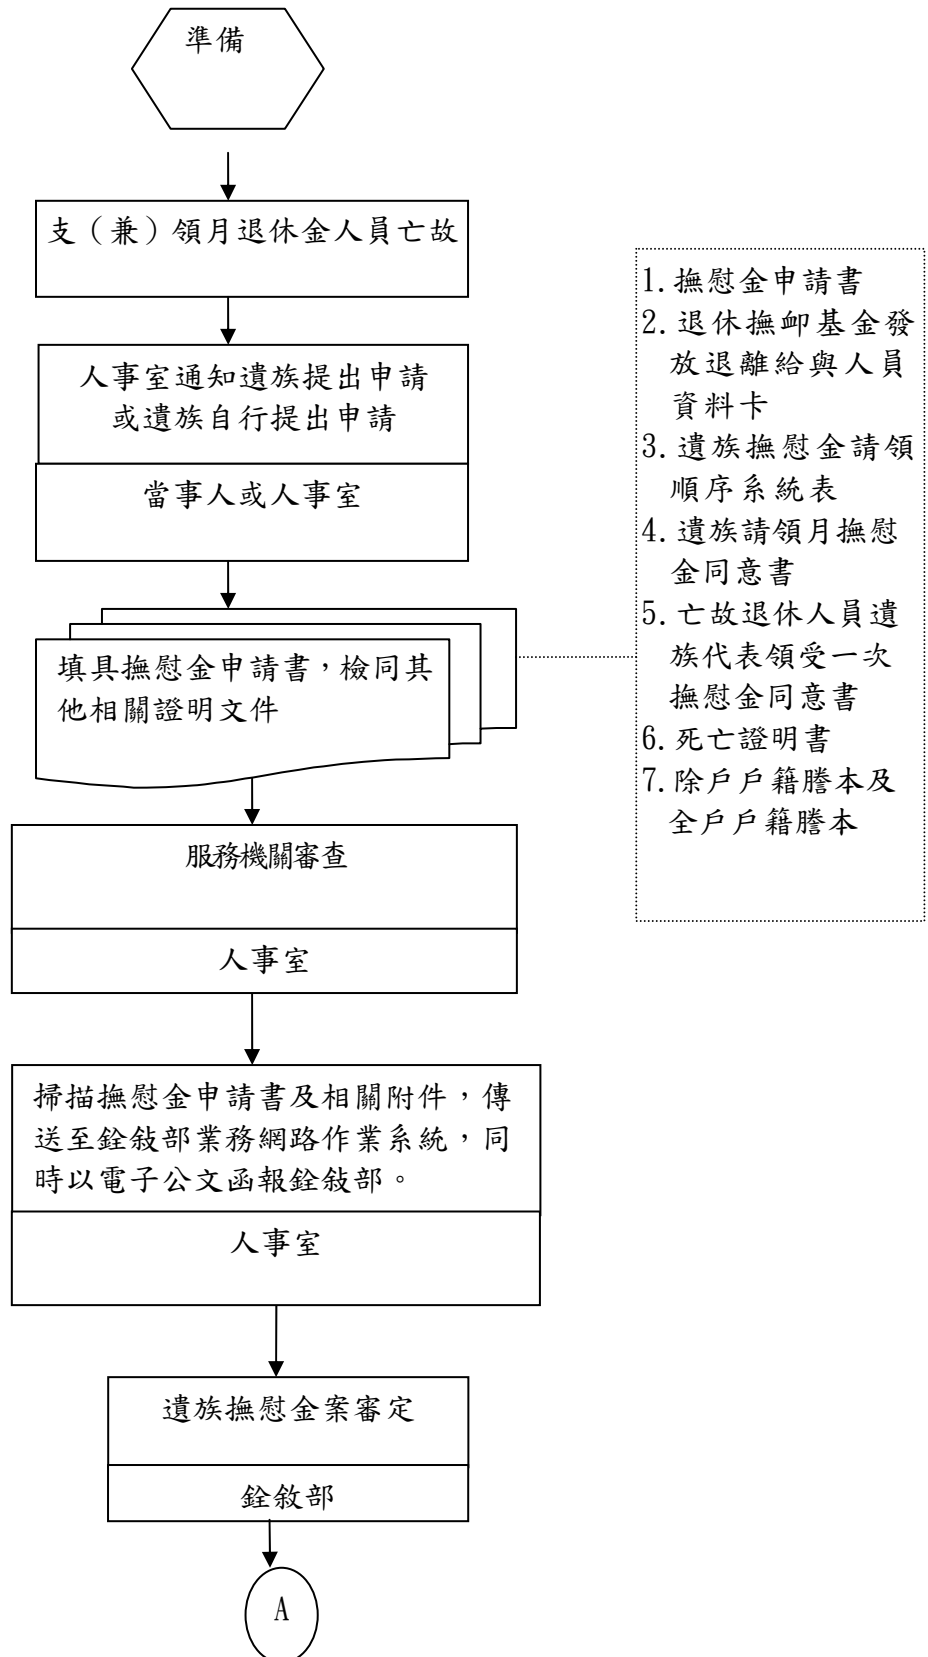 準備
支（兼）領月退休金人員亡故
人事室通知遺族提出申請
或遺族自行提出申請
當事人或人事室
填具撫慰金申請書，檢同其
他相關證明文件
1.撫慰金申請書
2.退休撫卹基金發
放退離給與人員
資料卡
3.遺族撫慰金請領
順序系統表
4.遺族請領月撫慰
金同意書
5.亡故退休人員遺
族代表領受一次
撫慰金同意書
6.死亡證明書
7.除戶戶籍謄本及
全戶戶籍謄本
服務機關審查
人事室
掃描撫慰金申請書及相關附件，傳
送至銓敘部業務網路作業系統，同
時以電子公文函報銓敘部。
人事室
遺族撫慰金案審定
銓敘部
A